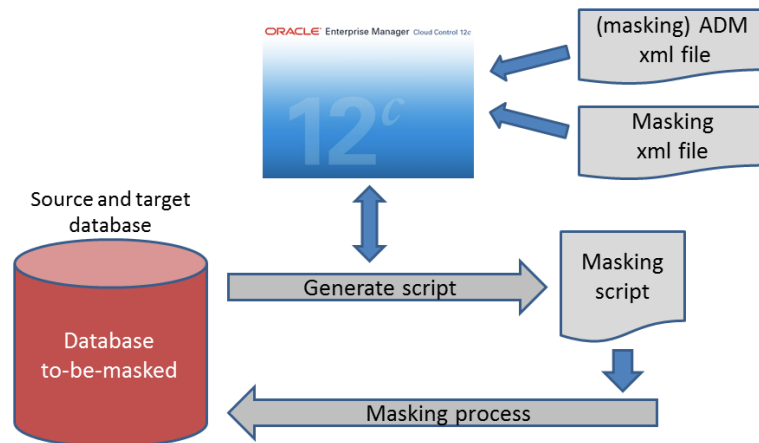 ORACLE Enterprise Manager Cloud Control 12c
12c
(masking) ADM
xml file
Masking
xml file
Source and target
database
Database
to-be-masked
Generate script
Masking
script
Masking process